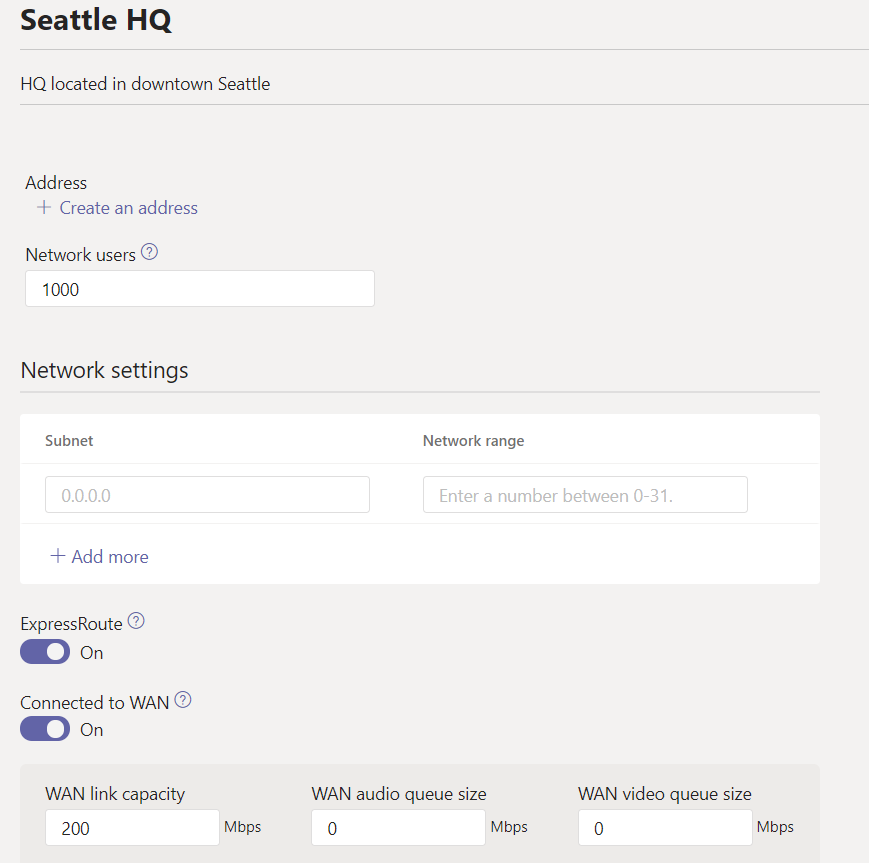 Seattle HQ
HQ located in downtown Seattle
Address
+ Create an address
Network users ?
1000
Network settings
Subnet Network range
0.0.0.0 Enter a number between 0-31.
+ Add more
ExpressRoute ?
On
Connected to WAN ?
On
WAN link capacity WAN audio queue size WAN video queue size
200 Mbps 0 Mbps 0 Mbps